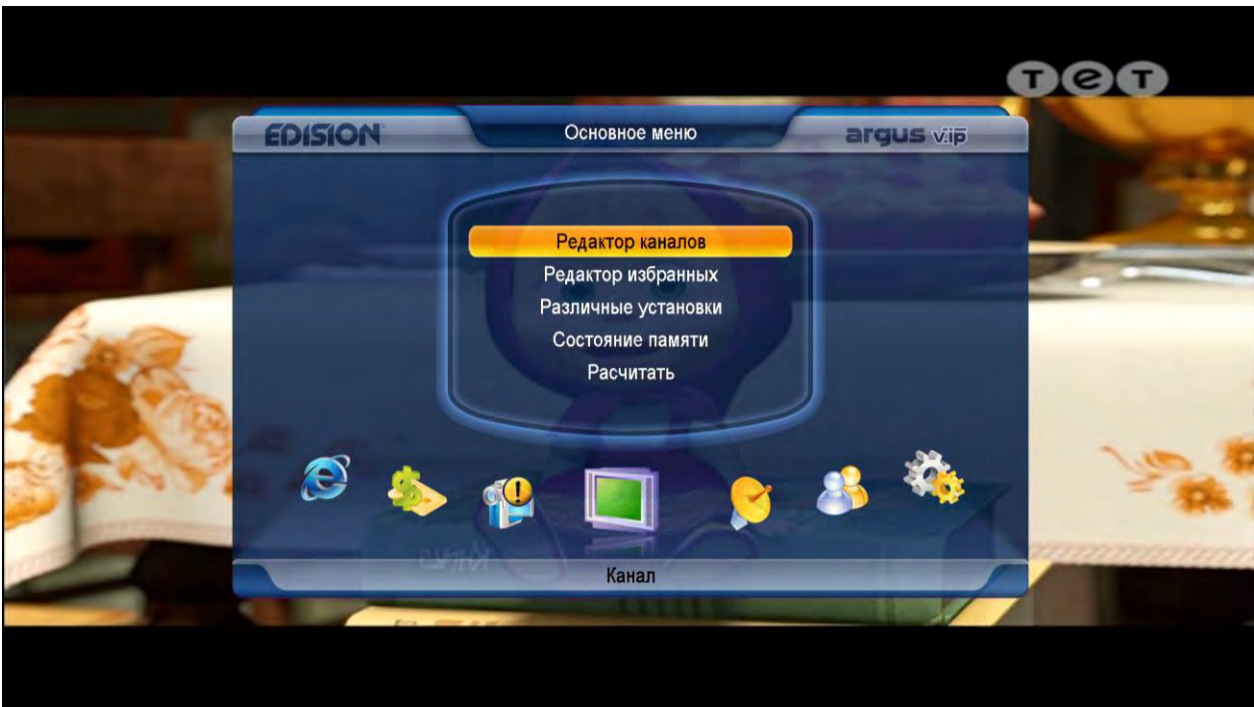 тет
EDISION
Основное меню
argus vip
Редактор каналов
Редактор избранных
Различные установки
Состояние памяти
Расчитать
Канал